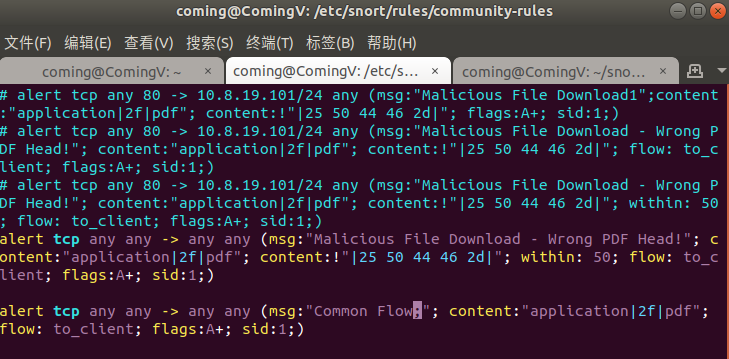 coming@ComingV: /etc/snort/rules/community-rules
文件(F) 编辑(E) 查看(V) 搜索(S) 终端(T) 标签(B) 帮助(H)
coming@ComingV: ~ × coming@ComingV: /etc/s... × coming@ComingV: ~/sno... ×
# alert tcp any 80 -> 10.8.19.101/24 any (msg:"Malicious File Download1";content
:"application|2f|pdf"; content:!"|25 50 44 46 2d|"; flags:A+; sid:1;)
# alert tcp any 80 -> 10.8.19.101/24 any (msg:"Malicious File Download - Wrong P
DF Head!"; content:"application|2f|pdf"; content:!"|25 50 44 46 2d|"; flow: to_c
lient; flags:A+; sid:1;)
# alert tcp any 80 -> 10.8.19.101/24 any (msg:"Malicious File Download - Wrong P
DF Head!"; content:"application|2f|pdf"; content:!"|25 50 44 46 2d|"; within: 50
; flow: to_client; flags:A+; sid:1;)
alert tcp any any -> any any (msg:"Malicious File Download - Wrong PDF Head!"; c
ontent:"application|2f|pdf"; content:!"|25 50 44 46 2d|"; within: 50; flow: to_c
lient; flags:A+; sid:1;)
alert tcp any any -> any any (msg:"Common Flow;"; content:"application|2f|pdf";
flow: to_client; flags:A+; sid:1;)